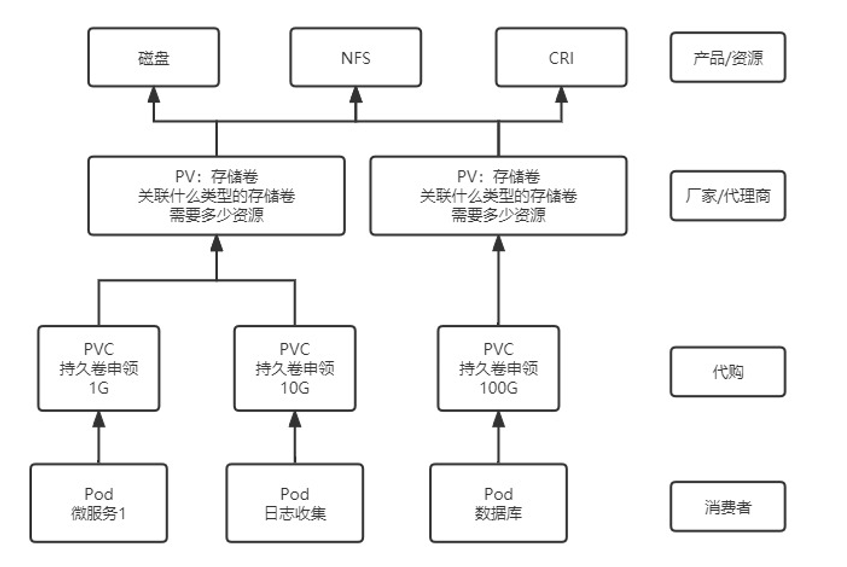 磁盘
NFS
CRI
产品/资源
PV：存储卷
关联什么类型的存储卷
需要多少资源
PV：存储卷
关联什么类型的存储卷
需要多少资源
厂家/代理商
PVC
持久卷申领
1G
PVC
持久卷申领
10G
PVC
持久卷申领
100G
代购
Pod
微服务1
Pod
日志收集
Pod
数据库
消费者